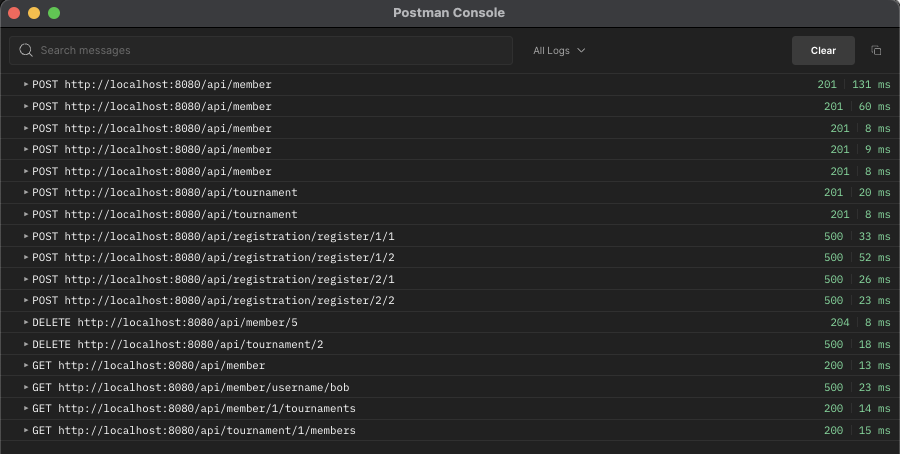 Postman Console
Search messages All Logs Clear
POST http://localhost:8080/api/member 201 131 ms
POST http://localhost:8080/api/member 201 60 ms
POST http://localhost:8080/api/member 201 8 ms
POST http://localhost:8080/api/member 201 9 ms
POST http://localhost:8080/api/member 201 8 ms
POST http://localhost:8080/api/tournament 201 20 ms
POST http://localhost:8080/api/tournament 201 8 ms
POST http://localhost:8080/api/registration/register/1/1 500 33 ms
POST http://localhost:8080/api/registration/register/1/2 500 52 ms
POST http://localhost:8080/api/registration/register/2/1 500 26 ms
POST http://localhost:8080/api/registration/register/2/2 500 23 ms
DELETE http://localhost:8080/api/member/5 204 8 ms
DELETE http://localhost:8080/api/tournament/2 500 18 ms
GET http://localhost:8080/api/member 200 13 ms
GET http://localhost:8080/api/member/username/bob 500 23 ms
GET http://localhost:8080/api/member/1/tournaments 200 14 ms
GET http://localhost:8080/api/tournament/1/members 200 15 ms